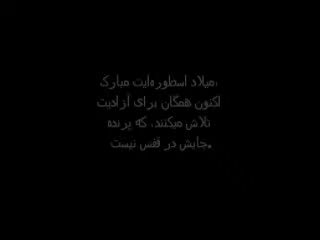 میلاد اسطوره‌ایت مبارک،
اکنون همگان برای آزادیت
تلاش میکنند، که پرنده
جایش در قفس نیست.